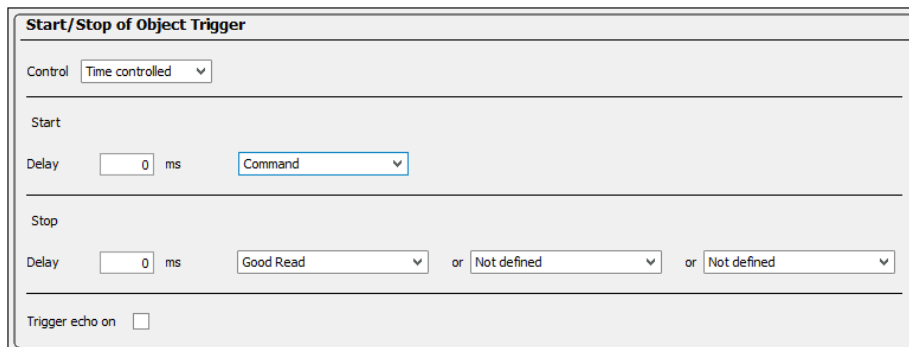 Start/Stop of Object Trigger
Control Time controlled
Start
Delay 0 ms Command
Stop
Delay 0 ms Good Read or Not defined or Not defined
Trigger echo on